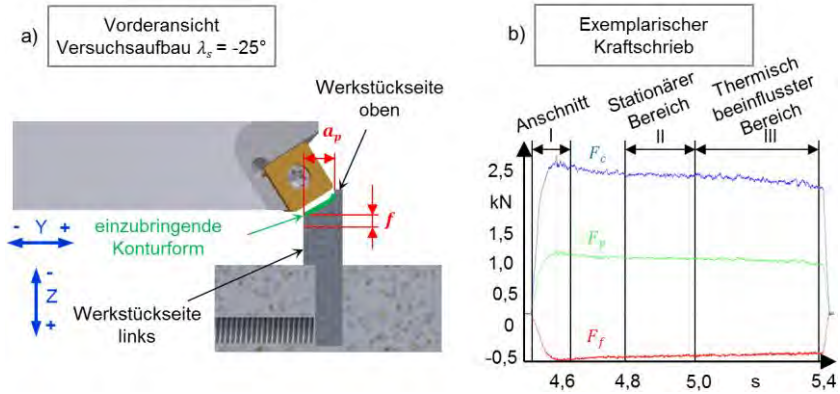 a)
Vorderansicht
Versuchsaufbau λs = -25°
Werkstückseite
oben
ap
f
einzubringende
Konturform
- Y +
-
Z
+
Werkstückseite
links
b)
Exemplarischer
Kraftschrieb
Anschnitt
I
Stationärer
Bereich
II
Thermisch
beeinflusster
Bereich
III
2,5
kN
1,5
1,0
0
-0,5
Fc
Fp
Ff
4,6
4,8
5,0
s
5,4